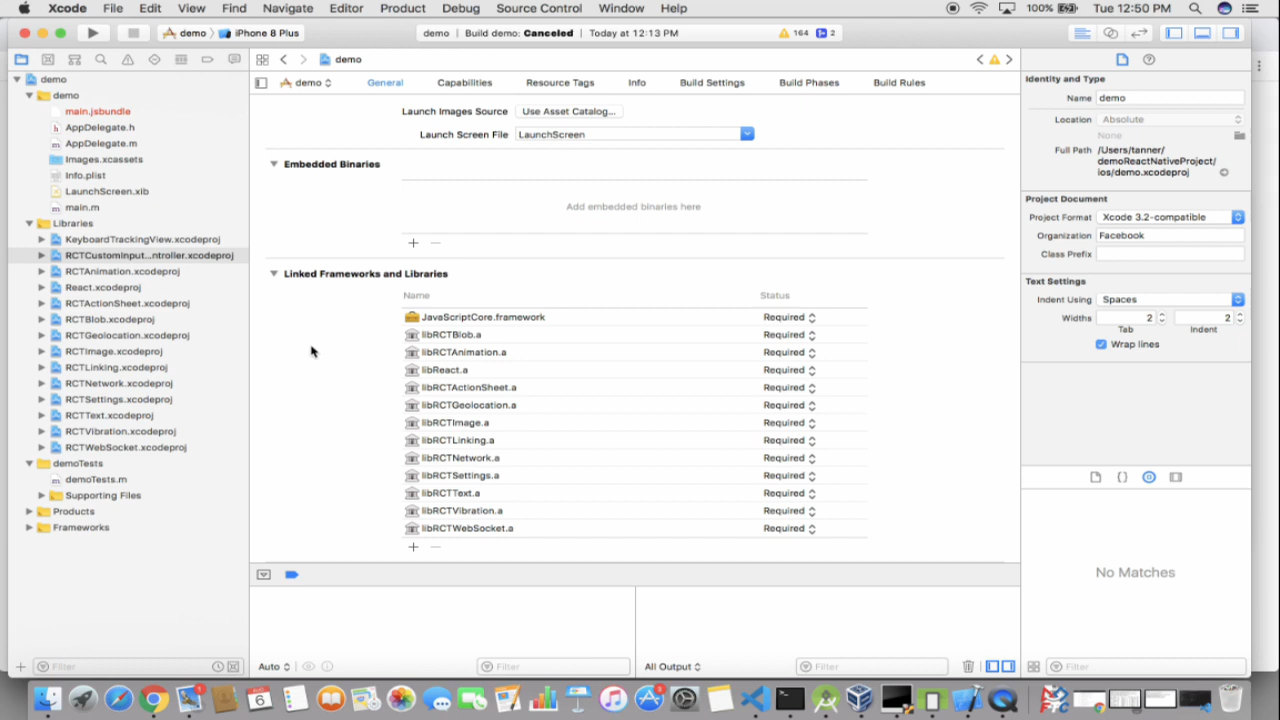 Xcode File Edit View Find Navigate Editor Product Debug Source Control Window Help 100% Tue 12:50 PM
demo iPhone 8 Plus demo Build demo: Canceled Today at 12:13 PM 164 2
demo
demo
demo
main.jsbundle
AppDelegate.h
AppDelegate.m
Images.xcassets
Info.plist
LaunchScreen.xib
main.m
Libraries
KeyboardTrackingView.xcodeproj
RCTCustomInput...ntroller.xcodeproj
RCTAnimation.xcodeproj
React.xcodeproj
RCTActionSheet.xcodeproj
RCTBlob.xcodeproj
RCTGeolocation.xcodeproj
RCTImage.xcodeproj
RCTLinking.xcodeproj
RCTNetwork.xcodeproj
RCTSettings.xcodeproj
RCTText.xcodeproj
RCTVibration.xcodeproj
RCTWebSocket.xcodeproj
demoTests
demoTests.m
Supporting Files
Products
Frameworks
Filter
demo General Capabilities Resource Tags Info Build Settings Build Phases Build Rules
Launch Images Source Use Asset Catalog...
Launch Screen File LaunchScreen
Embedded Binaries
Add embedded binaries here
Linked Frameworks and Libraries
Name Status
JavaScriptCore.framework Required
libRCTBlob.a Required
libRCTAnimation.a Required
libReact.a Required
libRCTActionSheet.a Required
libRCTGeolocation.a Required
libRCTImage.a Required
libRCTLinking.a Required
libRCTNetwork.a Required
libRCTSettings.a Required
libRCTText.a Required
libRCTVibration.a Required
libRCTWebSocket.a Required
Auto Filter All Output Filter
Identity and Type
Name demo
Location Absolute
None
Full Path /Users/tanner/
demoReactNativeProject/
ios/demo.xcodeproj
Project Document
Project Format Xcode 3.2-compatible
Organization Facebook
Class Prefix
Text Settings
Indent Using Spaces
Widths 2 2
Tab Indent
Wrap lines
No Matches
Filter